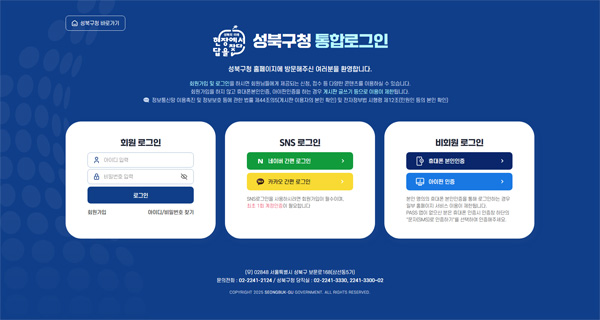 성북구청 바로가기
현장에서
답을 찾다
성북구청 통합로그인
성북구청 홈페이지에 방문해주신 여러분을 환영합니다.
회원가입 및 로그인을 하시면 회원님들에게 제공되는 신청, 접수 등 다양한 콘텐츠를 이용하실 수 있습니다.
회원가입을 하지 않고 휴대폰본인인증, 아이핀인증을 하는 경우 게시판 글쓰기 등으로 이용이 제한됩니다.
정보통신망 이용촉진 및 정보보호 등에 관한 법률 제44조의5(게시판 이용자의 본인 확인) 및 전자정부법 시행령 제12조(민원인 등의 본인 확인)
회원 로그인
아이디 입력
비밀번호 입력
로그인
회원가입
아이디/비밀번호 찾기
SNS 로그인
N 네이버 간편 로그인
카카오 간편 로그인
SNS로그인을 사용하시려면 회원가입이 필수이며,
최초 1회 계정인증이 필요합니다
비회원 로그인
휴대폰 본인인증
아이핀 인증
본인 명의의 휴대폰 본인인증을 통해 로그인하는 경우
일부 홈페이지 서비스 이용이 제한됩니다.
PASS 앱이 없으신 분은 휴대폰 인증시 인증창 하단의
"문자(SMS)로 인증하기"를 선택하여 인증해주세요.
(우) 02848 서울특별시 성북구 보문로 168(삼선동5가)
문의전화 : 02-2241-2124 / 성북구청 당직실 : 02-2241-3330, 2241-3300~02
COPYRIGHT 2025 SEONGBUK-GU GOVERNMENT. ALL RIGHTS RESERVED.